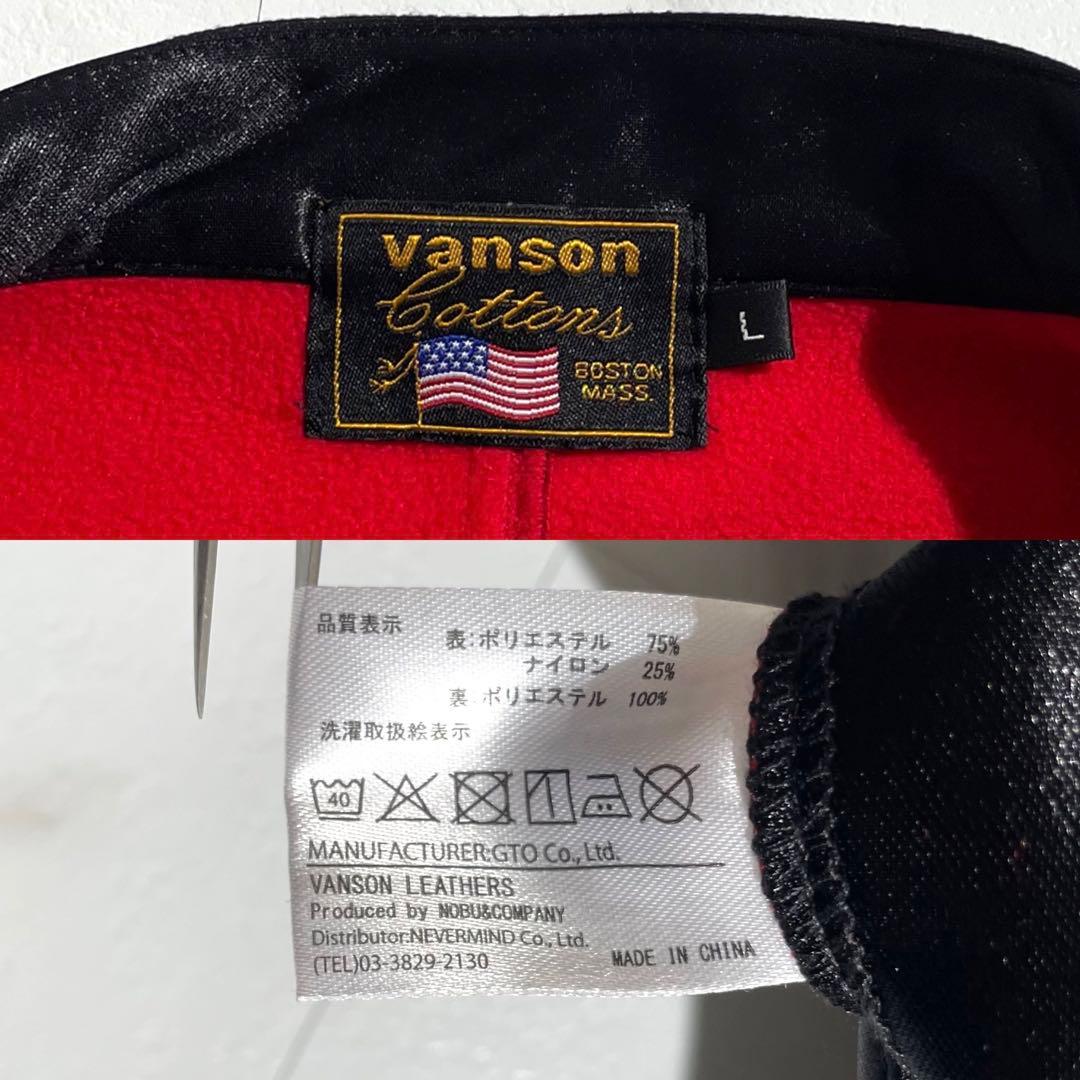 vanson
Cottons
BOSTON
MASS.
L
品質表示
表:ポリエステル 75%
ナイロン 25%
裏 ポリエステル 100%
洗濯取扱絵表示
40
MANUFACTURER:GTO Co., Ltd.
VANSON LEATHERS
Produced by NOBU&COMPANY
Distributor:NEVERMIND Co., Ltd.
(TEL)03-3829-2130
MADE IN CHINA